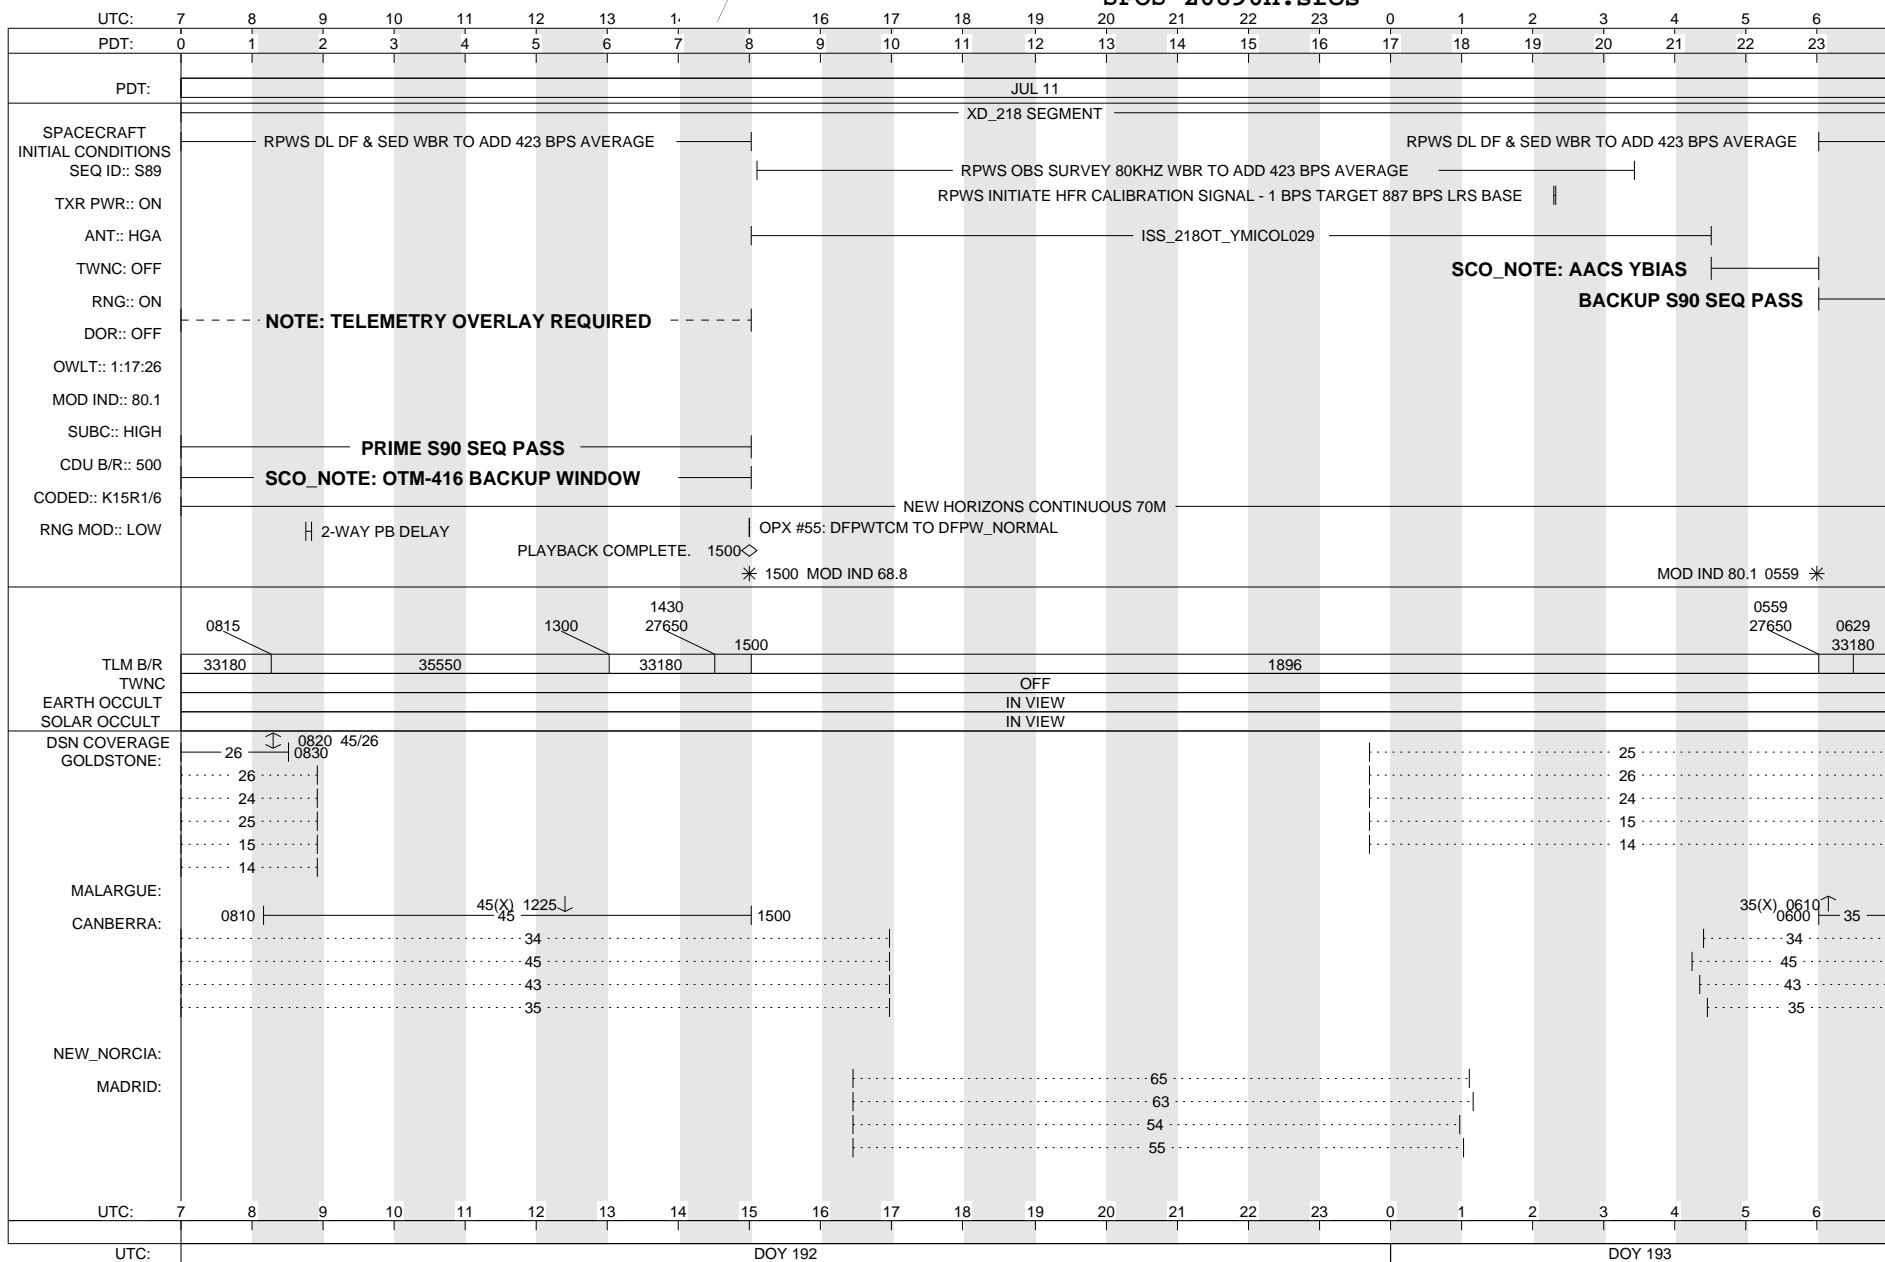 UTC: 7 8 9 10 11 12 13 14 16 17 18 19 20 21 22 23 0 1 2 3 4 5 6
PDT: 0 1 2 3 4 5 6 7 8 9 10 11 12 13 14 15 16 17 18 19 20 21 22 23
PDT: JUL 11
XD_218 SEGMENT
SPACECRAFT
INITIAL CONDITIONS
RPWS DL DF & SED WBR TO ADD 423 BPS AVERAGE RPWS DL DF & SED WBR TO ADD 423 BPS AVERAGE
SEQ ID:: S89 RPWS OBS SURVEY 80KHZ WBR TO ADD 423 BPS AVERAGE
RPWS INITIATE HFR CALIBRATION SIGNAL - 1 BPS TARGET 887 BPS LRS BASE
TXR PWR:: ON
ANT:: HGA ISS_218OT_YMICOL029
TWNC: OFF SCO_NOTE: AACS YBIAS
RNG:: ON BACKUP S90 SEQ PASS
NOTE: TELEMETRY OVERLAY REQUIRED
DOR:: OFF
OWLT:: 1:17:26
MOD IND:: 80.1
SUBC:: HIGH
PRIME S90 SEQ PASS
CDU B/R:: 500
SCO_NOTE: OTM-416 BACKUP WINDOW
CODED:: K15R1/6
NEW HORIZONS CONTINUOUS 70M
RNG MOD:: LOW 2-WAY PB DELAY OPX #55: DFPWTCM TO DFPW_NORMAL
PLAYBACK COMPLETE. 1500
1500 MOD IND 68.8 MOD IND 80.1 0559
1430 0559
0815 1300 27650 27650 0629
1500 33180
TLM B/R 33180 35550 33180 1896
TWNC OFF
EARTH OCCULT IN VIEW
SOLAR OCCULT IN VIEW
DSN COVERAGE 0820 45/26
GOLDSTONE: 26 0830 25
26 26
24 24
25 15
15 14
14
MALARGUE:
45(X) 1225 35(X) 0610
CANBERRA: 0810 45 1500 0600 35
34 34
45 45
43 43
35 35
NEW_NORCIA:
MADRID: 65
63
54
55
UTC: 7 8 9 10 11 12 13 14 15 16 17 18 19 20 21 22 23 0 1 2 3 4 5 6
UTC: DOY 192 DOY 193